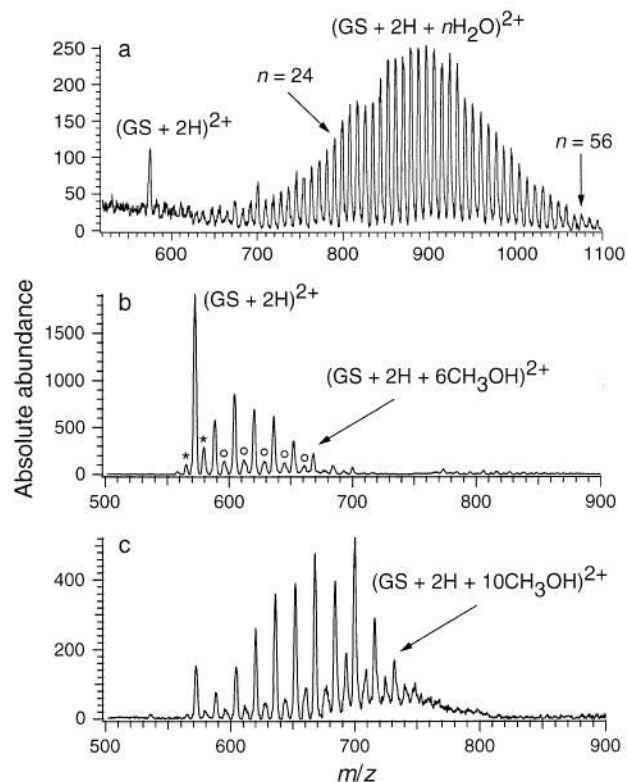 a
(GS + 2H + nH₂O)²⁺
n = 24
(GS + 2H)²⁺
n = 56
250
200
150
100
50
0
600 700 800 900 1000 1100
b
(GS + 2H)²⁺
(GS + 2H + 6CH₃OH)²⁺
1500
1000
500
0
* * ○ ○ ○ ○ ○
500 600 700 800 900
Absolute abundance
c
(GS + 2H + 10CH₃OH)²⁺
400
200
0
500 600 700 800 900
m/z